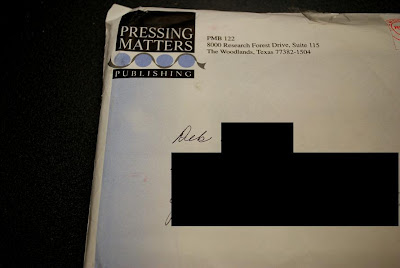 PRESSING
MATTERS
PUBLISHING
PMB 122
8000 Research Forest Drive, Suite 115
The Woodlands, Texas 77382-1504
Deb